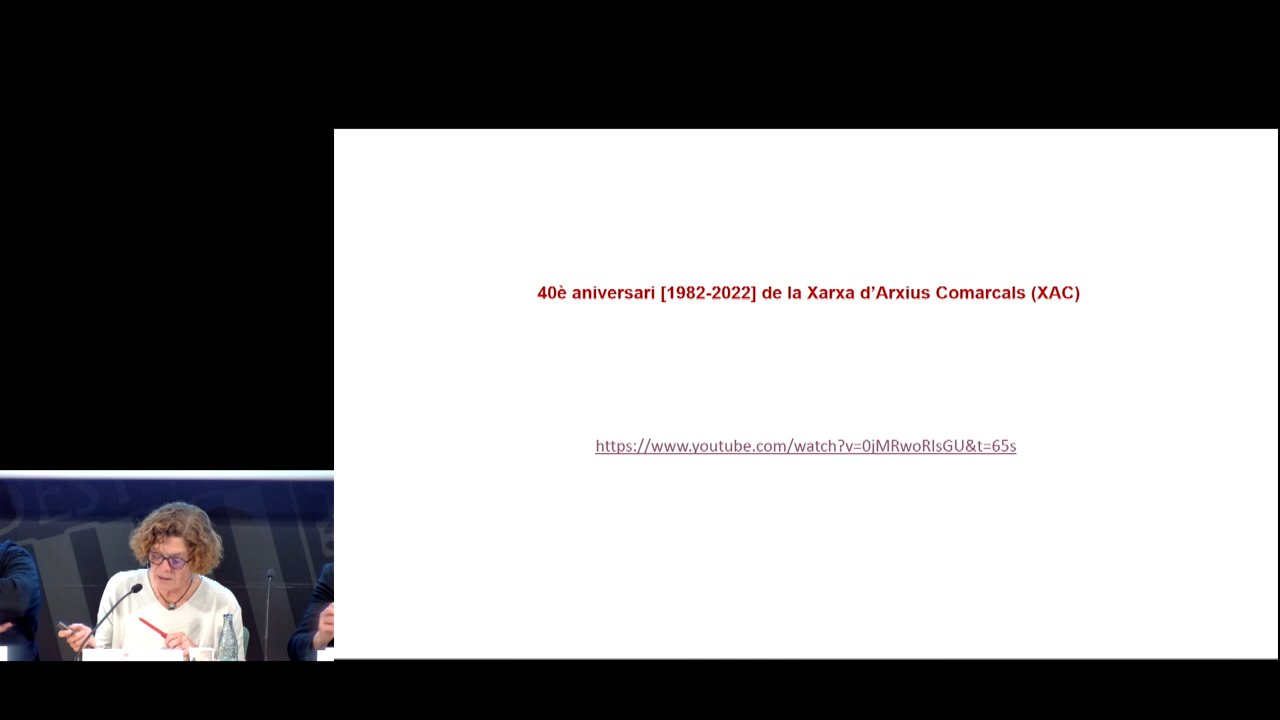 40è aniversari [1982-2022] de la Xarxa d’Arxius Comarcals (XAC)
https://www.youtube.com/watch?v=0jMRwoRIsGU&t=65s